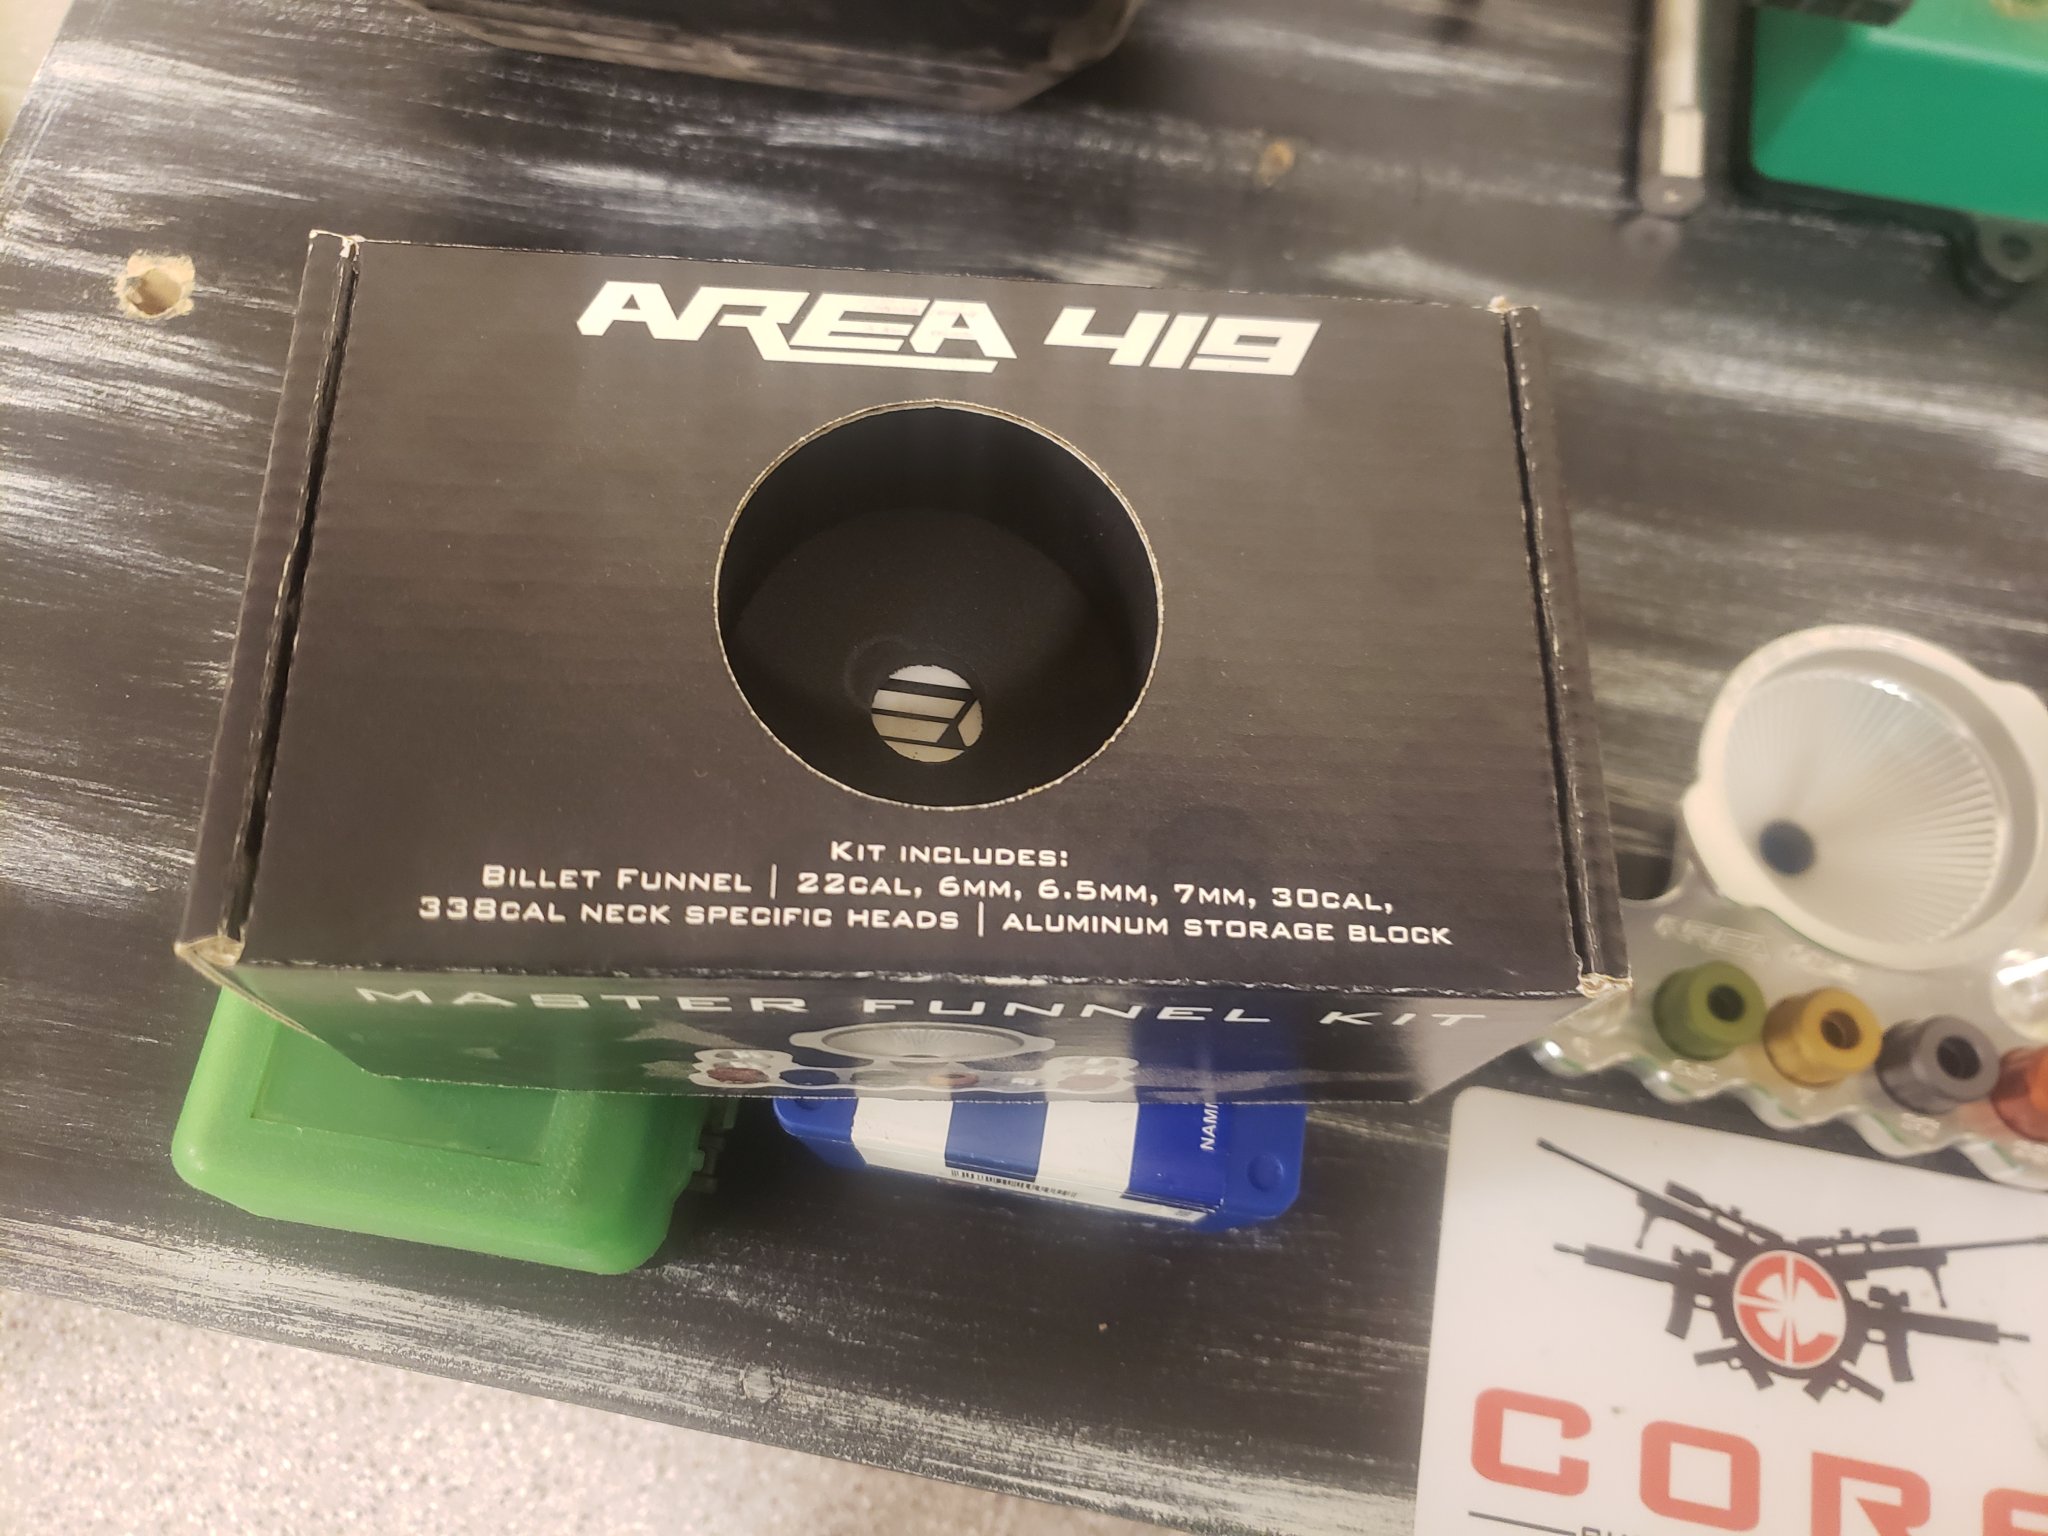 AREA 419
KIT INCLUDES:
BILLET FUNNEL | 22CAL, 6MM, 6.5MM, 7MM, 30CAL,
338CAL NECK SPECIFIC HEADS | ALUMINUM STORAGE BLOCK
MASTER FUNNEL KIT